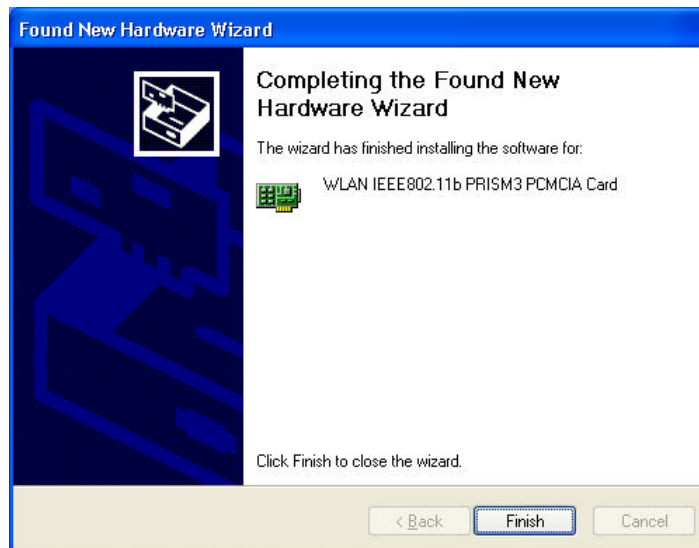 Found New Hardware Wizard
Completing the Found New
Hardware Wizard
The wizard has finished installing the software for:
WLAN IEEE802.11b PRISM3 PCMCIA Card
Click Finish to close the wizard.
< Back Finish Cancel